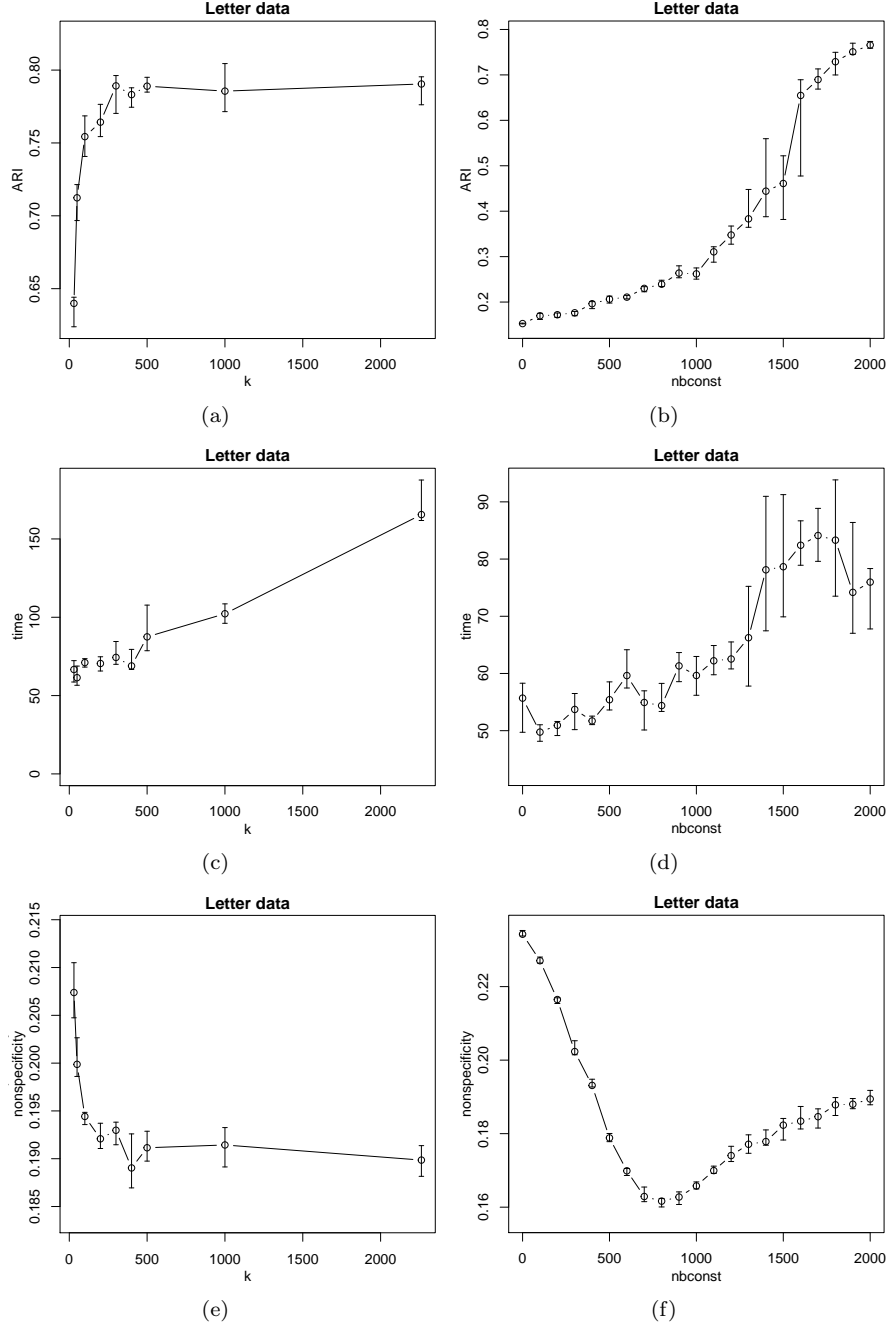 Letter data
ARI
0.65 0.70 0.75 0.80
0 500 1000 1500 2000
k
(a)
Letter data
ARI
0.2 0.3 0.4 0.5 0.6 0.7 0.8
0 500 1000 1500 2000
nbconst
(b)
Letter data
time
0 50 100 150
0 500 1000 1500 2000
k
(c)
Letter data
time
50 60 70 80 90
0 500 1000 1500 2000
nbconst
(d)
Letter data
nonspecificity
0.185 0.190 0.195 0.200 0.205 0.210 0.215
0 500 1000 1500 2000
k
(e)
Letter data
nonspecificity
0.16 0.18 0.20 0.22
0 500 1000 1500 2000
nbconst
(f)